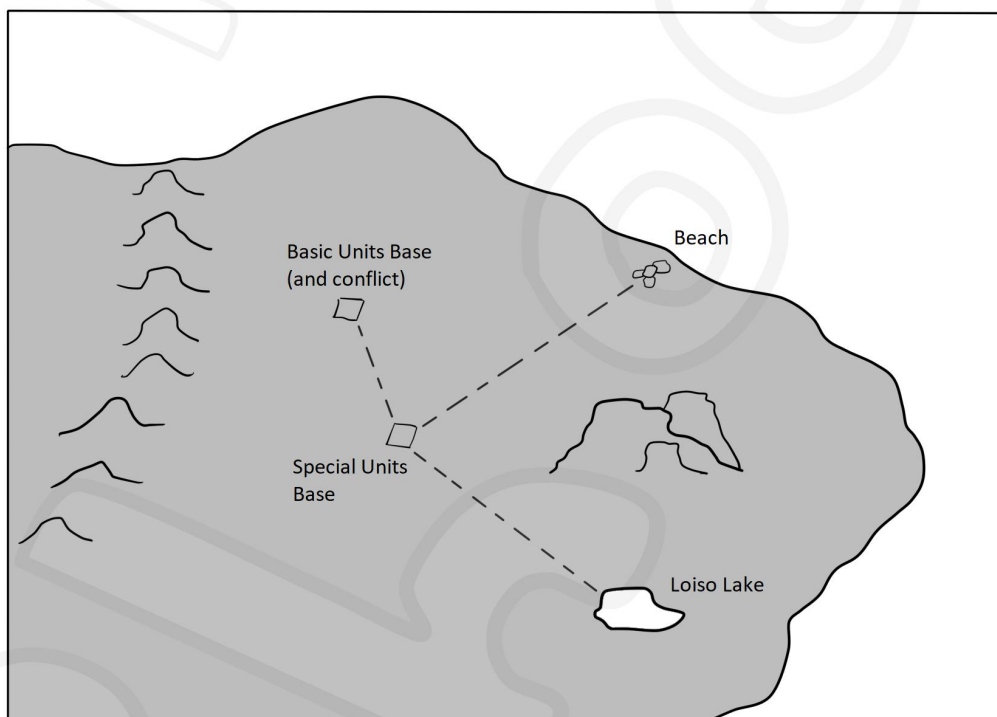 Beach
Basic Units Base
(and conflict)
Special Units
Base
Loiso Lake